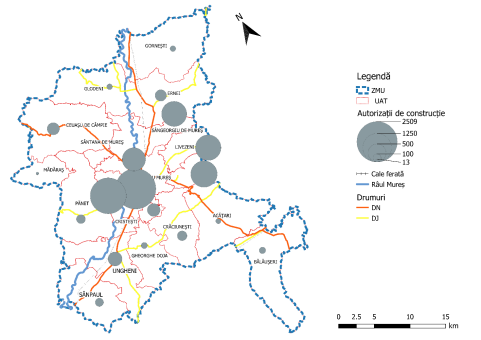 N
GORNEȘTI
GLODENI
ERNEI
CEUAȘU DE CÂMPIE
SÂNGEORGIU DE MUREȘ
SÂNTANA DE MUREȘ
LIVEZENI
MĂDĂRAȘ
MUREȘ
PĂNET
CRISTEȘTI
ACĂȚARI
CRĂCIUNEȘTI
GHEORGHE DOJA
BĂLĂUȘERI
UNGHENI
SÂNPAUL
Legendă
ZMU
UAT
Autorizații de construcție
2509
1250
500
100
13
Cale ferată
Râul Mureș
Drumuri
DN
DJ
0 2.5 5 10 15
km